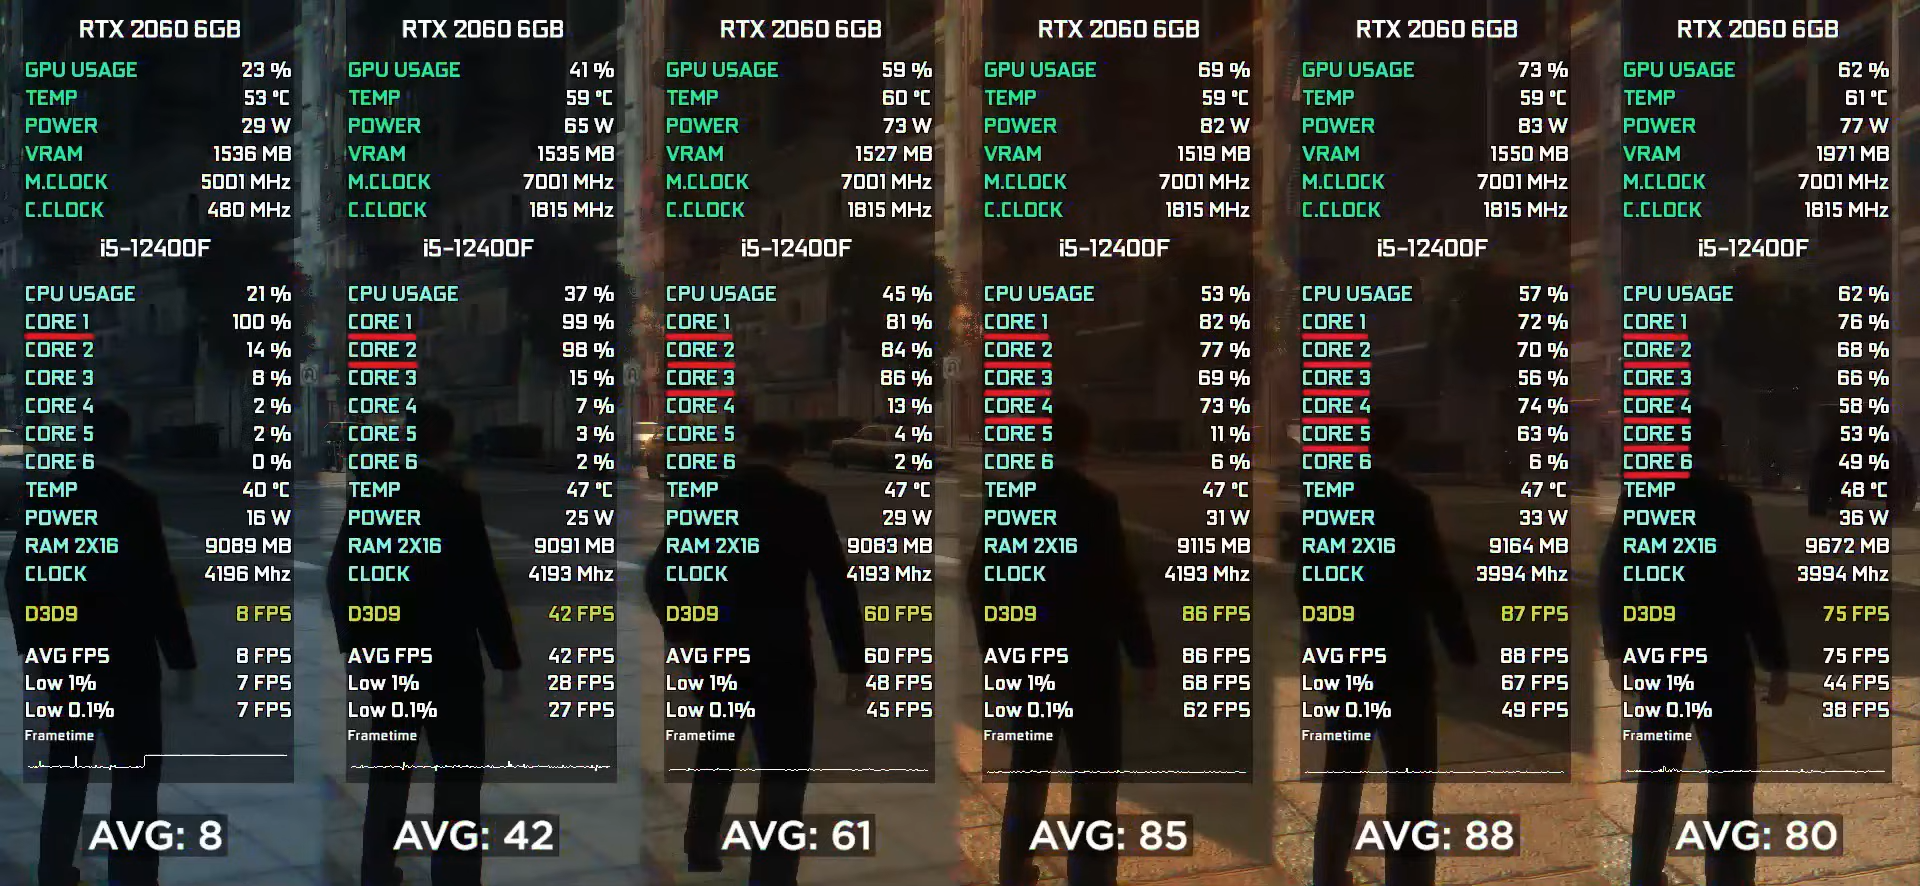 RTX 2060 6GB
GPU USAGE 23 %
TEMP 53 °C
POWER 29 W
VRAM 1536 MB
M.CLOCK 5001 MHz
C.CLOCK 480 MHz
i5-12400F
CPU USAGE 21 %
CORE 1 100 %
CORE 2 14 %
CORE 3 8 %
CORE 4 2 %
CORE 5 2 %
CORE 6 0 %
TEMP 40 °C
POWER 16 W
RAM 2X16 9089 MB
CLOCK 4196 Mhz
D3D9 8 FPS
AVG FPS 8 FPS
Low 1% 7 FPS
Low 0.1% 7 FPS
Frametime
AVG: 8
RTX 2060 6GB
GPU USAGE 41 %
TEMP 59 °C
POWER 65 W
VRAM 1535 MB
M.CLOCK 7001 MHz
C.CLOCK 1815 MHz
i5-12400F
CPU USAGE 37 %
CORE 1 99 %
CORE 2 98 %
CORE 3 15 %
CORE 4 7 %
CORE 5 3 %
CORE 6 2 %
TEMP 47 °C
POWER 25 W
RAM 2X16 9091 MB
CLOCK 4193 Mhz
D3D9 42 FPS
AVG FPS 42 FPS
Low 1% 28 FPS
Low 0.1% 27 FPS
Frametime
AVG: 42
RTX 2060 6GB
GPU USAGE 59 %
TEMP 60 °C
POWER 73 W
VRAM 1527 MB
M.CLOCK 7001 MHz
C.CLOCK 1815 MHz
i5-12400F
CPU USAGE 45 %
CORE 1 81 %
CORE 2 84 %
CORE 3 86 %
CORE 4 13 %
CORE 5 4 %
CORE 6 2 %
TEMP 47 °C
POWER 29 W
RAM 2X16 9083 MB
CLOCK 4193 Mhz
D3D9 60 FPS
AVG FPS 60 FPS
Low 1% 48 FPS
Low 0.1% 45 FPS
Frametime
AVG: 61
RTX 2060 6GB
GPU USAGE 69 %
TEMP 59 °C
POWER 82 W
VRAM 1519 MB
M.CLOCK 7001 MHz
C.CLOCK 1815 MHz
i5-12400F
CPU USAGE 53 %
CORE 1 82 %
CORE 2 77 %
CORE 3 69 %
CORE 4 73 %
CORE 5 11 %
CORE 6 6 %
TEMP 47 °C
POWER 31 W
RAM 2X16 9115 MB
CLOCK 4193 Mhz
D3D9 86 FPS
AVG FPS 86 FPS
Low 1% 68 FPS
Low 0.1% 62 FPS
Frametime
AVG: 85
RTX 2060 6GB
GPU USAGE 73 %
TEMP 59 °C
POWER 83 W
VRAM 1550 MB
M.CLOCK 7001 MHz
C.CLOCK 1815 MHz
i5-12400F
CPU USAGE 57 %
CORE 1 72 %
CORE 2 70 %
CORE 3 56 %
CORE 4 74 %
CORE 5 63 %
CORE 6 6 %
TEMP 47 °C
POWER 33 W
RAM 2X16 9164 MB
CLOCK 3994 Mhz
D3D9 87 FPS
AVG FPS 88 FPS
Low 1% 67 FPS
Low 0.1% 49 FPS
Frametime
AVG: 88
RTX 2060 6GB
GPU USAGE 62 %
TEMP 61 °C
POWER 77 W
VRAM 1971 MB
M.CLOCK 7001 MHz
C.CLOCK 1815 MHz
i5-12400F
CPU USAGE 62 %
CORE 1 76 %
CORE 2 68 %
CORE 3 66 %
CORE 4 58 %
CORE 5 53 %
CORE 6 49 %
TEMP 48 °C
POWER 36 W
RAM 2X16 9672 MB
CLOCK 3994 Mhz
D3D9 75 FPS
AVG FPS 75 FPS
Low 1% 44 FPS
Low 0.1% 38 FPS
Frametime
AVG: 80